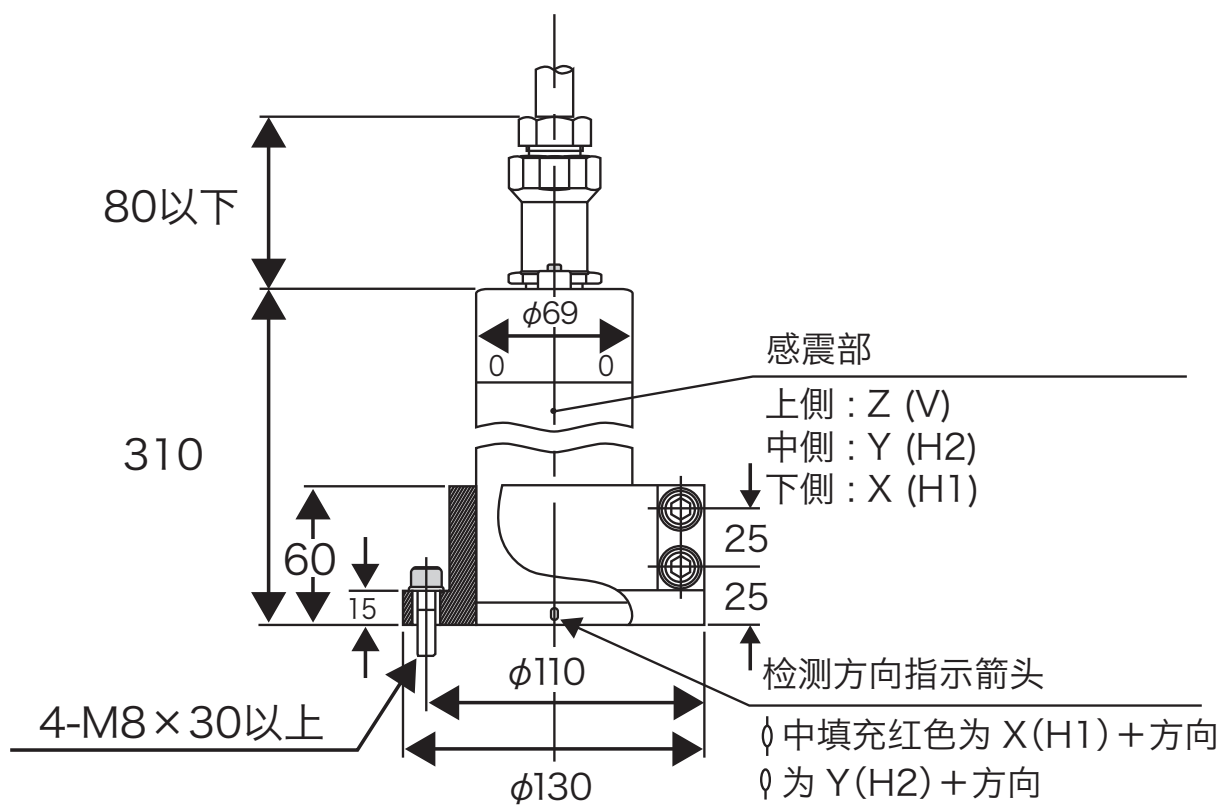 80以下
φ69
0 0
感震部
上側：Z (V)
中側：Y (H2)
下側：X (H1)
310
60
15
25
25
检测方向指示箭头
中填充红色为 X(H1)＋方向
为 Y(H2)＋方向
φ110
4-M8×30以上
φ130